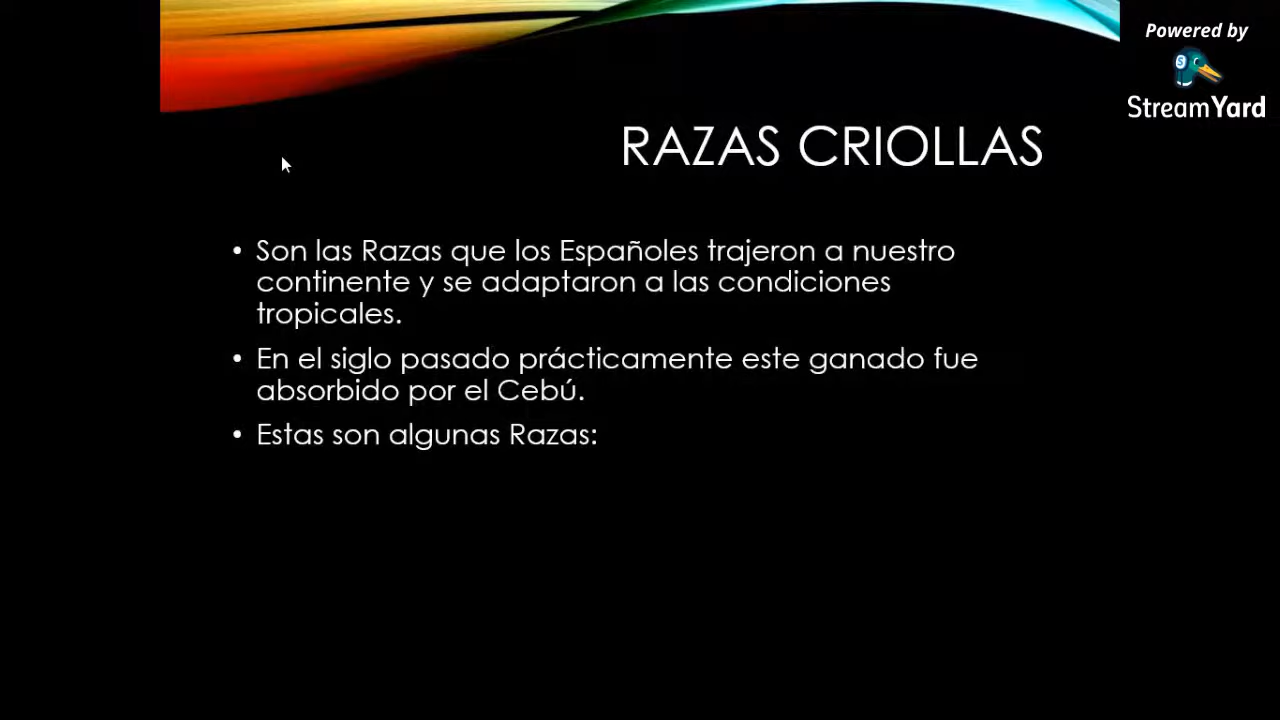 Powered by
StreamYard
RAZAS CRIOLLAS
• Son las Razas que los Españoles trajeron a nuestro
continente y se adaptaron a las condiciones
tropicales.
• En el siglo pasado prácticamente este ganado fue
absorbido por el Cebú.
• Estas son algunas Razas: